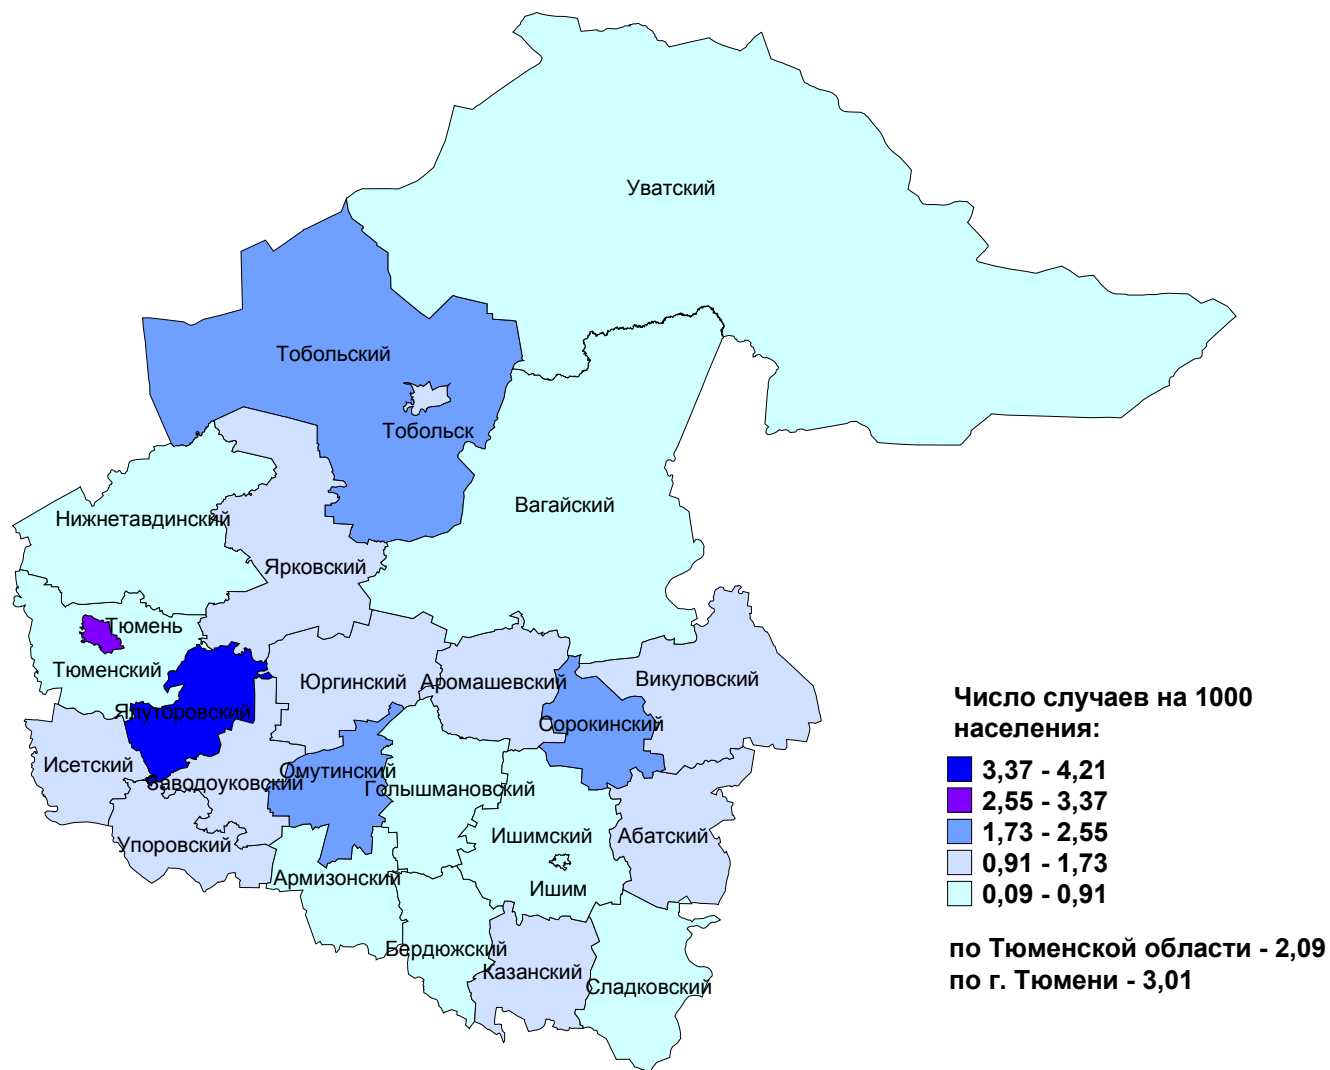 Уватский
Тобольский
Тобольск
Вагайский
Нижнетавдинский
Ярковский
Тюмень
Тюменский
Юргинский
Аромашевский
Викуловский
Ялуторовский
Сорокинский
Исетский
Омутинский
Заводоуковский
Голышмановский
Упоровский
Ишимский
Абатский
Армизонский
Ишим
Бердюжский
Казанский
Сладковский
Число случаев на 1000
населения:
3,37 - 4,21
2,55 - 3,37
1,73 - 2,55
0,91 - 1,73
0,09 - 0,91
по Тюменской области - 2,09
по г. Тюмени - 3,01